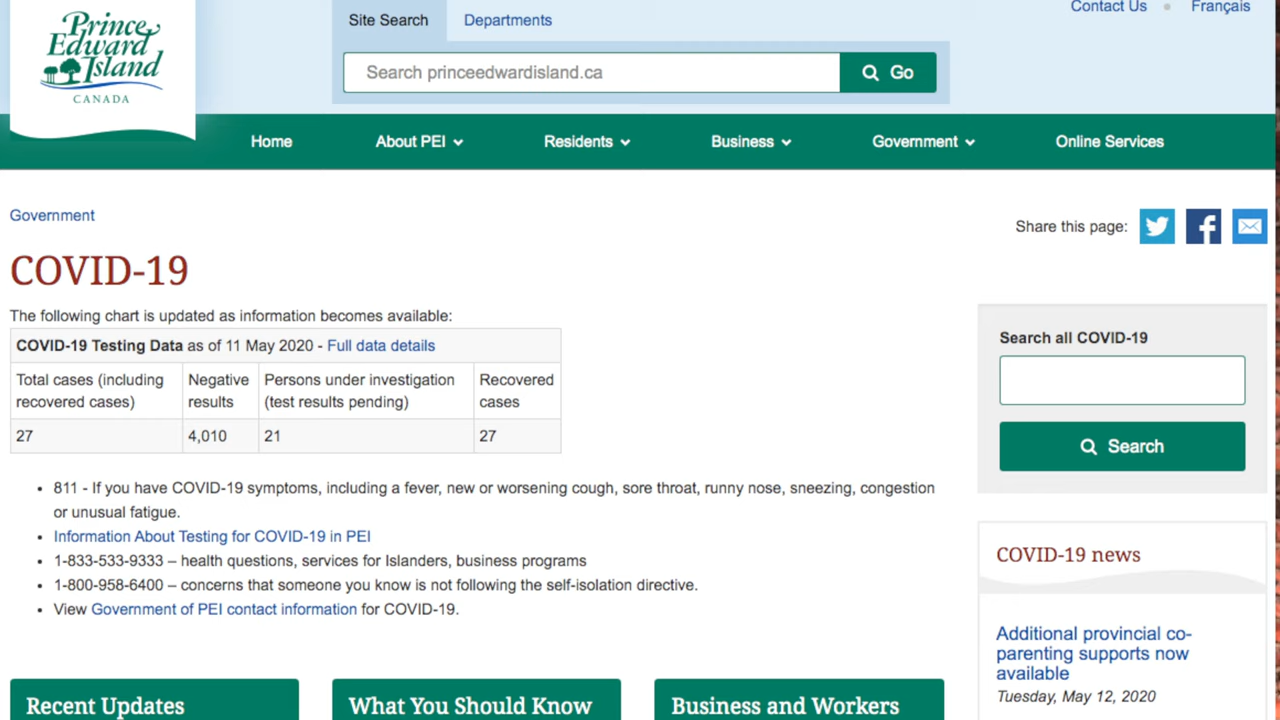 Prince
Edward
Island
CANADA
Site Search
Departments
Contact Us
Français
Search princeedwardisland.ca
Go
Home
About PEI
Residents
Business
Government
Online Services
Government
Share this page:
COVID-19
The following chart is updated as information becomes available:
COVID-19 Testing Data as of 11 May 2020 - Full data details
Total cases (including
recovered cases)
Negative
results
Persons under investigation
(test results pending)
Recovered
cases
27
4,010
21
27
811 - If you have COVID-19 symptoms, including a fever, new or worsening cough, sore throat, runny nose, sneezing, congestion
or unusual fatigue.
Information About Testing for COVID-19 in PEI
1-833-533-9333 – health questions, services for Islanders, business programs
1-800-958-6400 – concerns that someone you know is not following the self-isolation directive.
View Government of PEI contact information for COVID-19.
Search all COVID-19
Search
COVID-19 news
Additional provincial co-
parenting supports now
available
Tuesday, May 12, 2020
Recent Updates
What You Should Know
Business and Workers